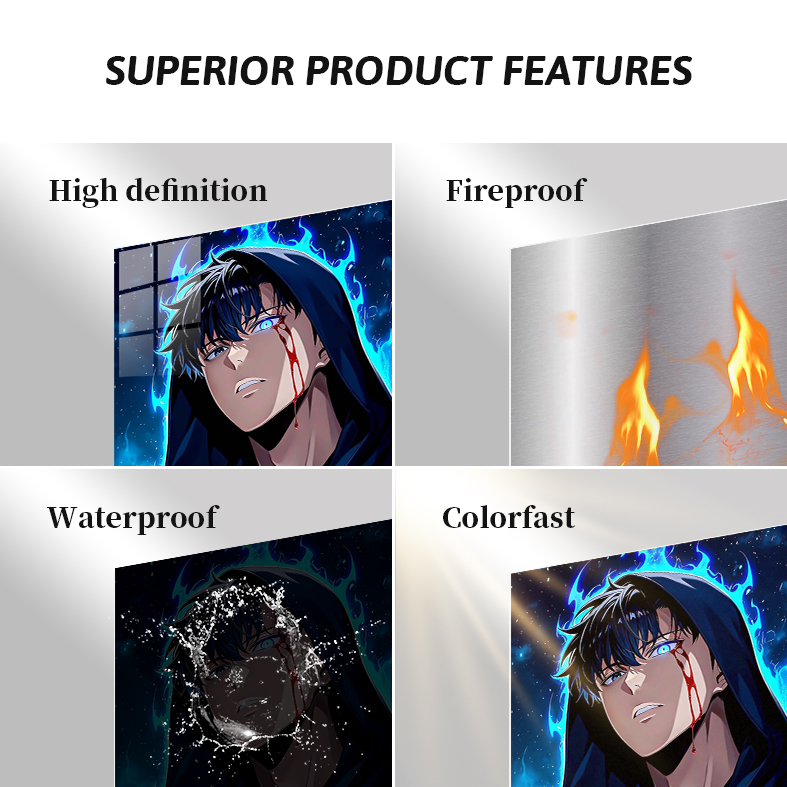 SUPERIOR PRODUCT FEATURES
High definition
Fireproof
Waterproof
Colorfast